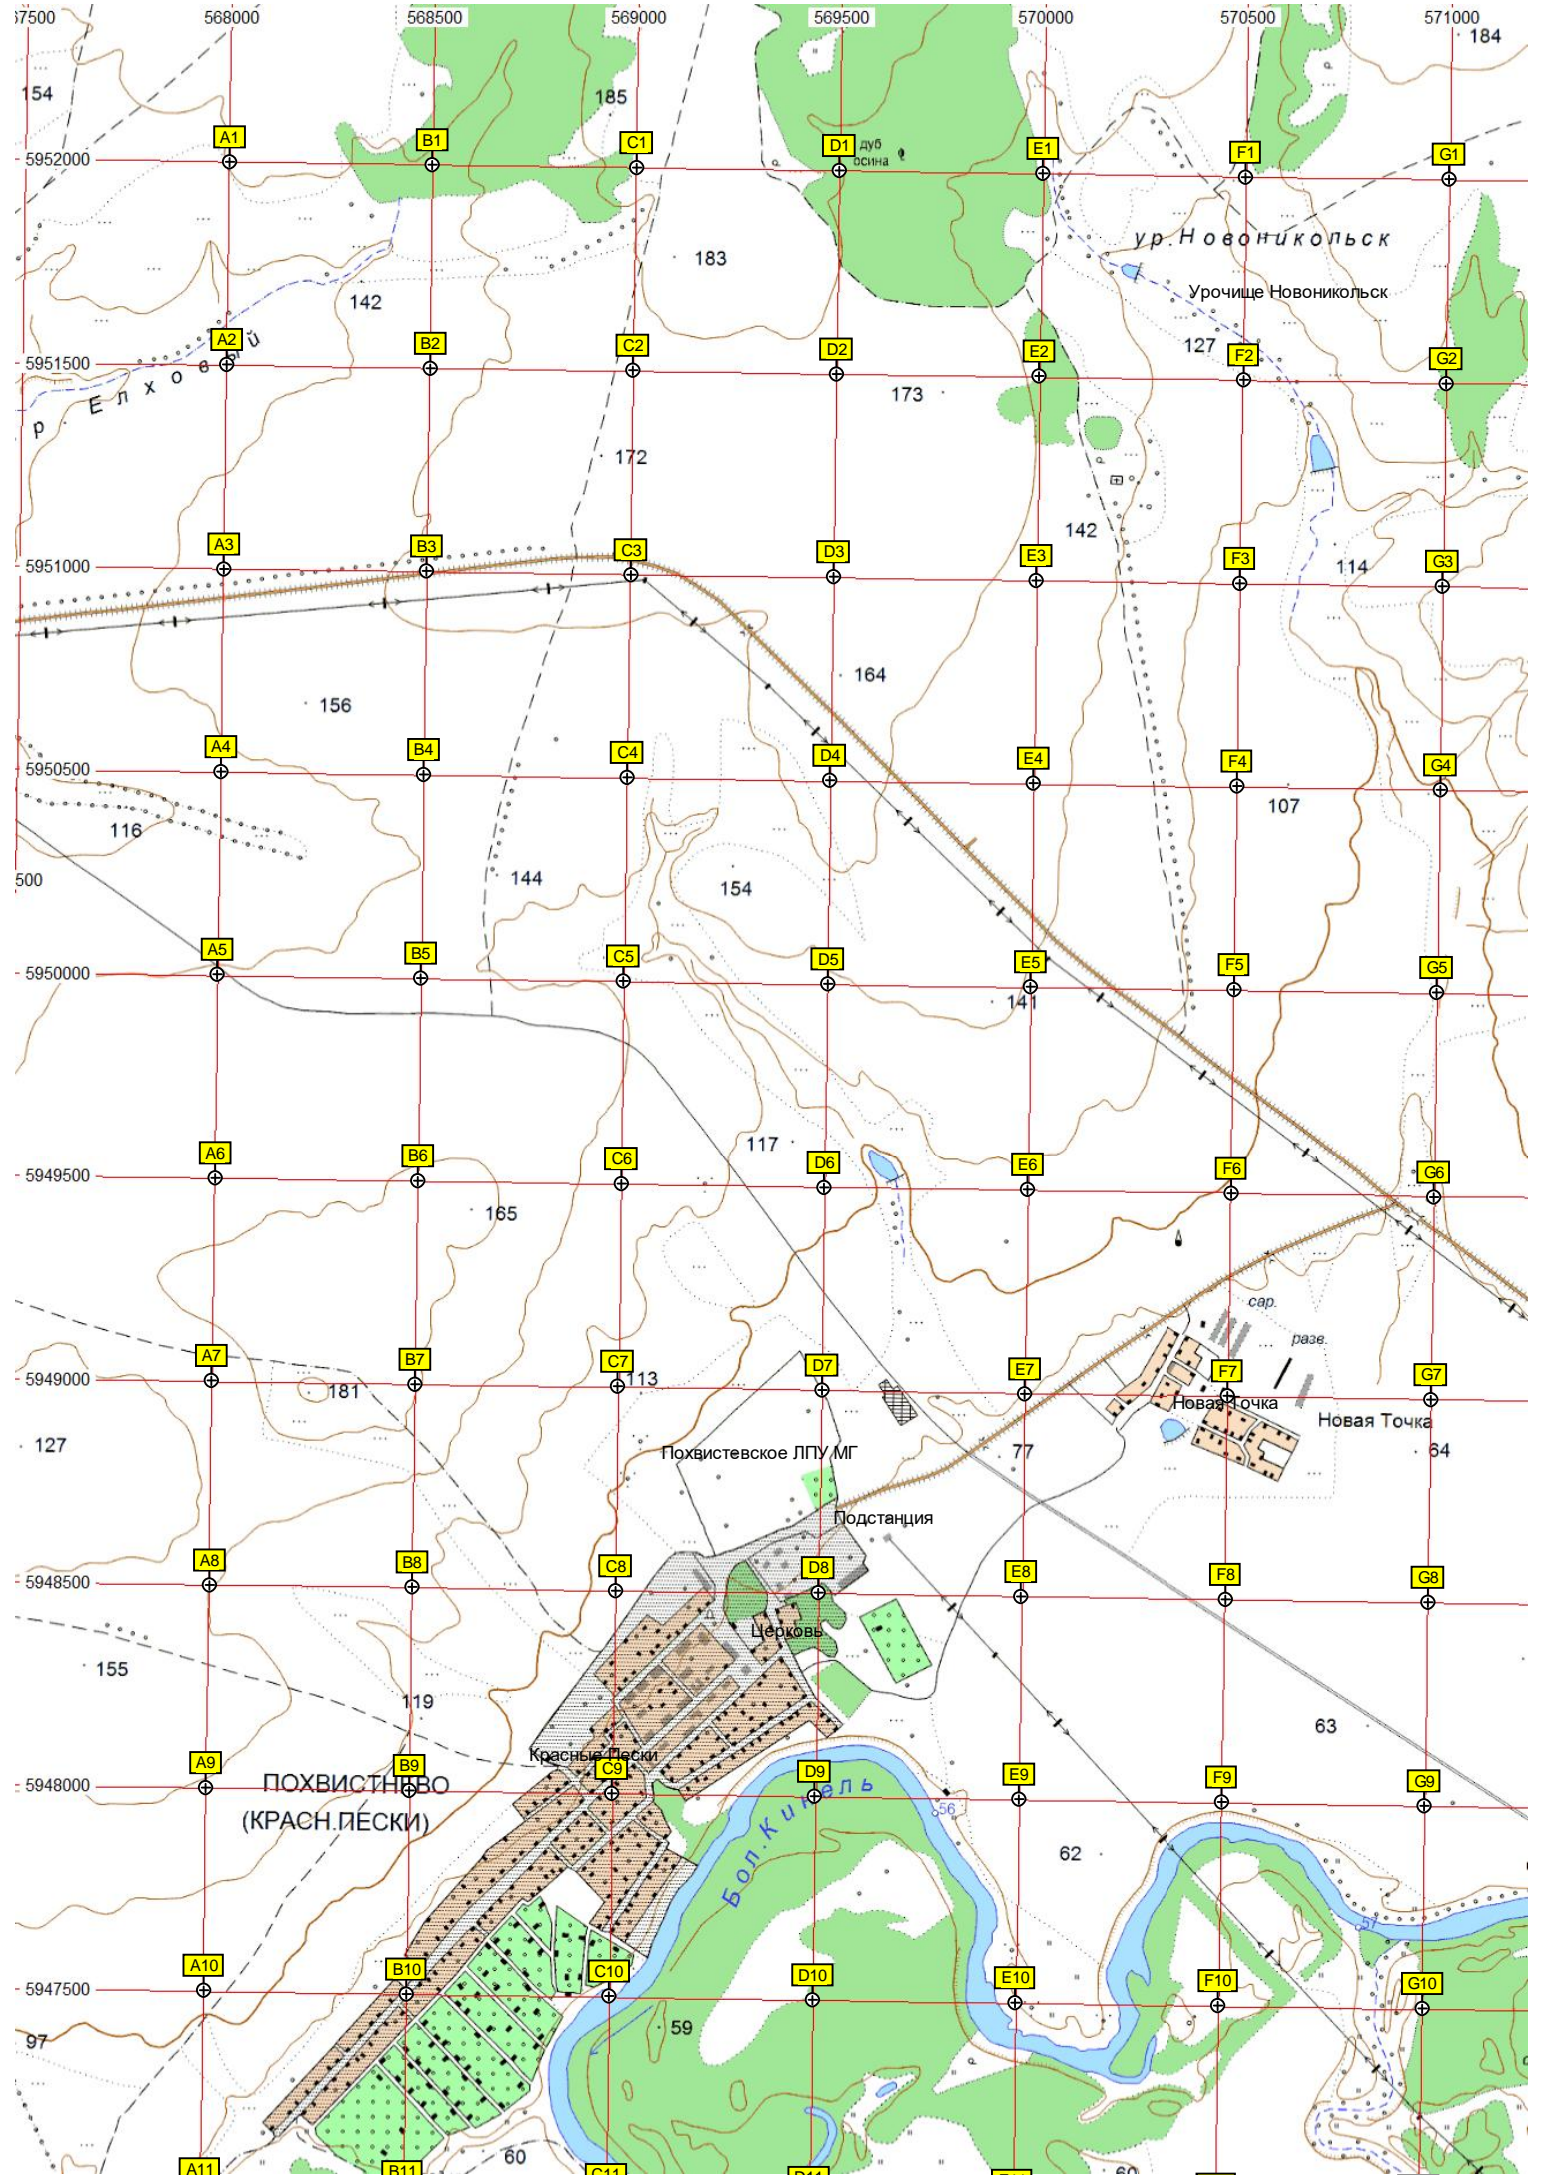 67500 568000 568500 569000 569500 570000 570500 571000
184
154
185
A1 B1 C1 D1 дуб E1 F1 G1
осина
5952000
ур. Новоникольск
183
Урочище Новоникольск
142
127
A2 B2 C2 D2 E2 F2 G2
5951500
р. Елховый
173
172
142
A3 B3 C3 D3 E3 F3 G3
5951000
114
164
156
A4 B4 C4 D4 E4 F4 G4
5950500
107
116
500
144
154
A5 B5 C5 D5 E5 F5 G5
5950000
141
117
A6 B6 C6 D6 E6 F6 G6
5949500
165
сар.
разв.
A7 B7 C7 D7 E7 F7 G7
5949000
113
181
Новая Точка
Новая Точка
127
77
64
Похвистевское ЛПУ МГ
Подстанция
A8 B8 C8 D8 E8 F8 G8
5948500
Церковь
155
119
63
Красные Пески
A9 B9 C9 D9 E9 F9 G9
5948000
ПОХВИСТНЕВО
(КРАСН.ПЕСКИ)
Бол. Кинель
56
62
57
A10 B10 C10 D10 E10 F10 G10
5947500
59
97
60
60
A11 B11 C11 D11